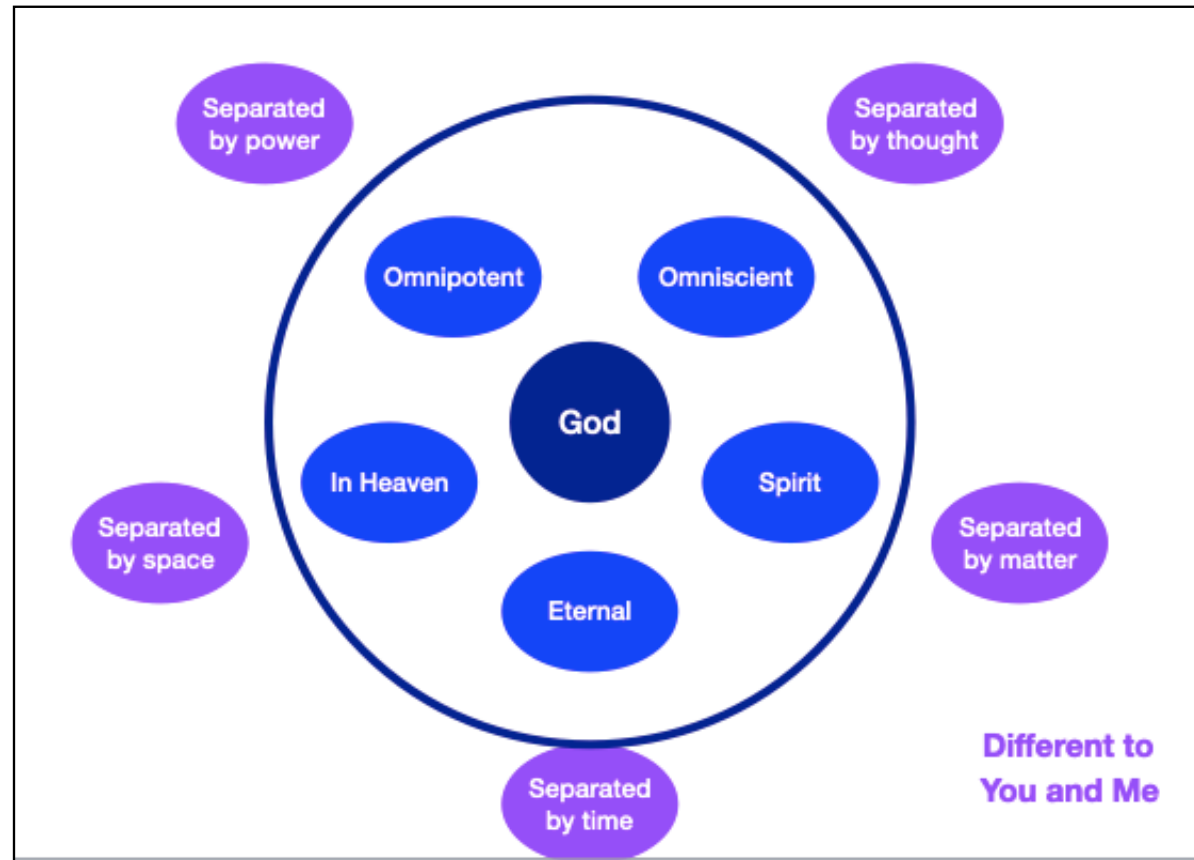 Separated
by power
Separated
by thought
Omnipotent
Omniscient
God
In Heaven
Spirit
Separated
by space
Separated
by matter
Eternal
Different to
You and Me
Separated
by time